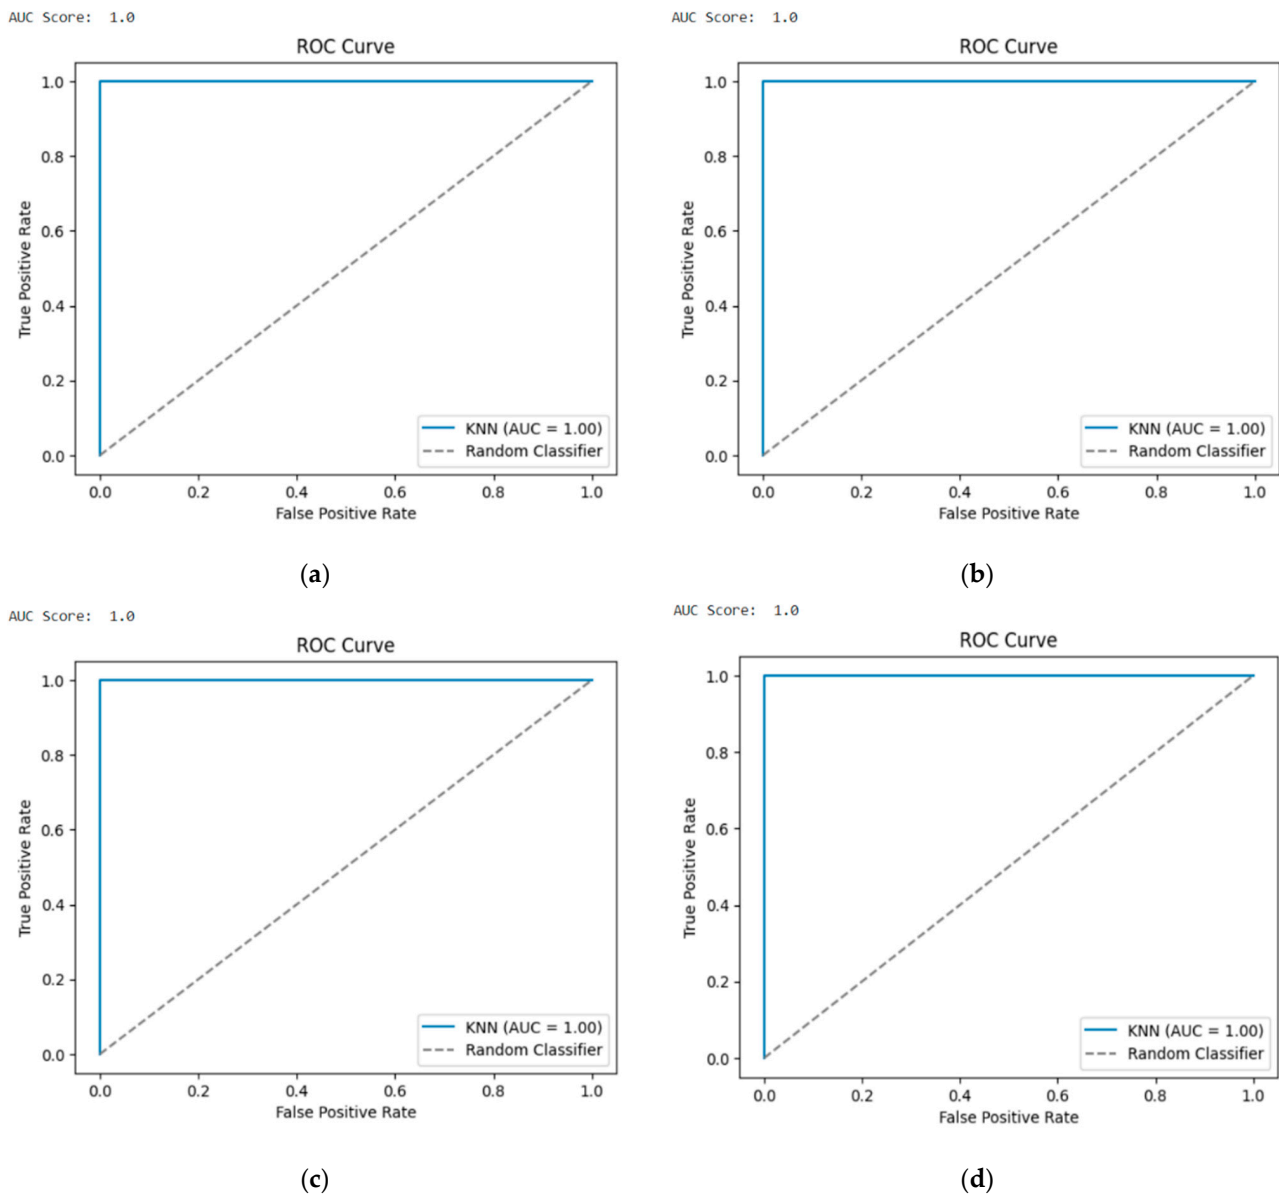 AUC Score:  1.0
ROC Curve
1.0
0.8
0.6
0.4
0.2
0.0
True Positive Rate
KNN (AUC = 1.00)
Random Classifier
0.0 0.2 0.4 0.6 0.8 1.0
False Positive Rate
(a)
AUC Score:  1.0
ROC Curve
1.0
0.8
0.6
0.4
0.2
0.0
True Positive Rate
KNN (AUC = 1.00)
Random Classifier
0.0 0.2 0.4 0.6 0.8 1.0
False Positive Rate
(b)
AUC Score:  1.0
ROC Curve
1.0
0.8
0.6
0.4
0.2
0.0
True Positive Rate
KNN (AUC = 1.00)
Random Classifier
0.0 0.2 0.4 0.6 0.8 1.0
False Positive Rate
(c)
AUC Score:  1.0
ROC Curve
1.0
0.8
0.6
0.4
0.2
0.0
True Positive Rate
KNN (AUC = 1.00)
Random Classifier
0.0 0.2 0.4 0.6 0.8 1.0
False Positive Rate
(d)